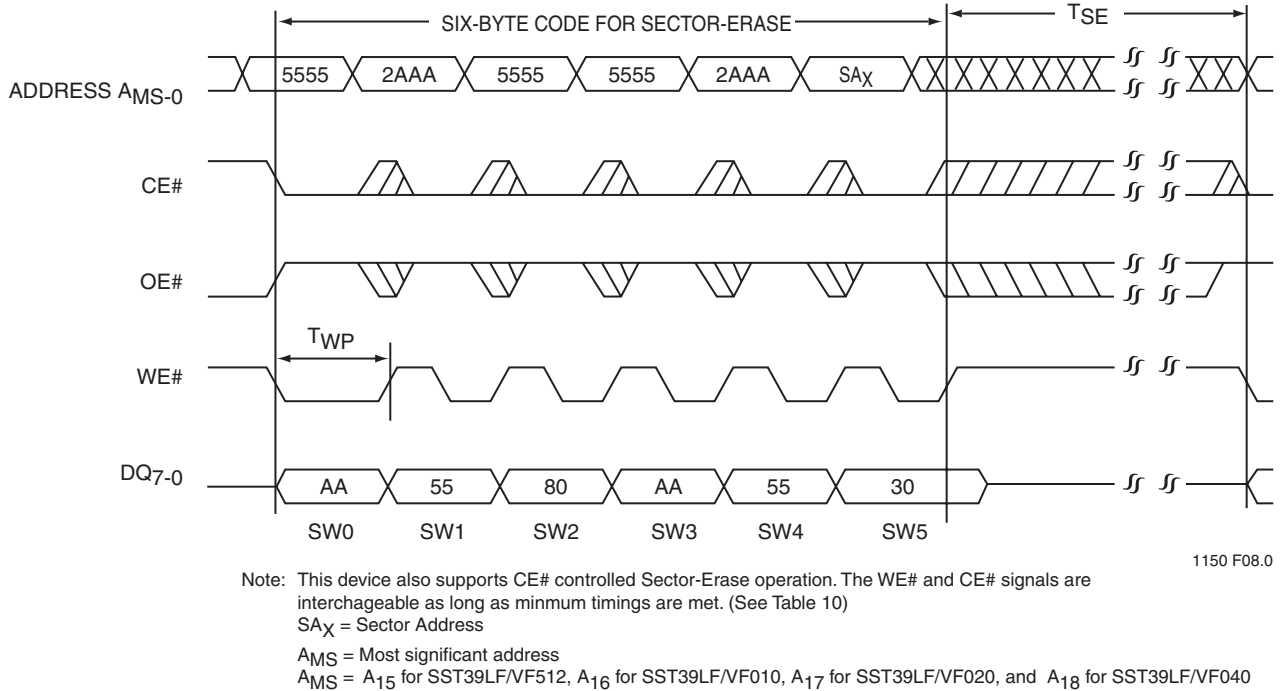 SIX-BYTE CODE FOR SECTOR-ERASE
TSE
ADDRESS AMS-0
5555 2AAA 5555 5555 2AAA SAX
CE#
OE#
TWP
WE#
DQ7-0
AA 55 80 AA 55 30
SW0 SW1 SW2 SW3 SW4 SW5
1150 F08.0
Note: This device also supports CE# controlled Sector-Erase operation. The WE# and CE# signals are
interchageable as long as minmum timings are met. (See Table 10)
SAX = Sector Address
AMS = Most significant address
AMS = A15 for SST39LF/VF512, A16 for SST39LF/VF010, A17 for SST39LF/VF020, and A18 for SST39LF/VF040